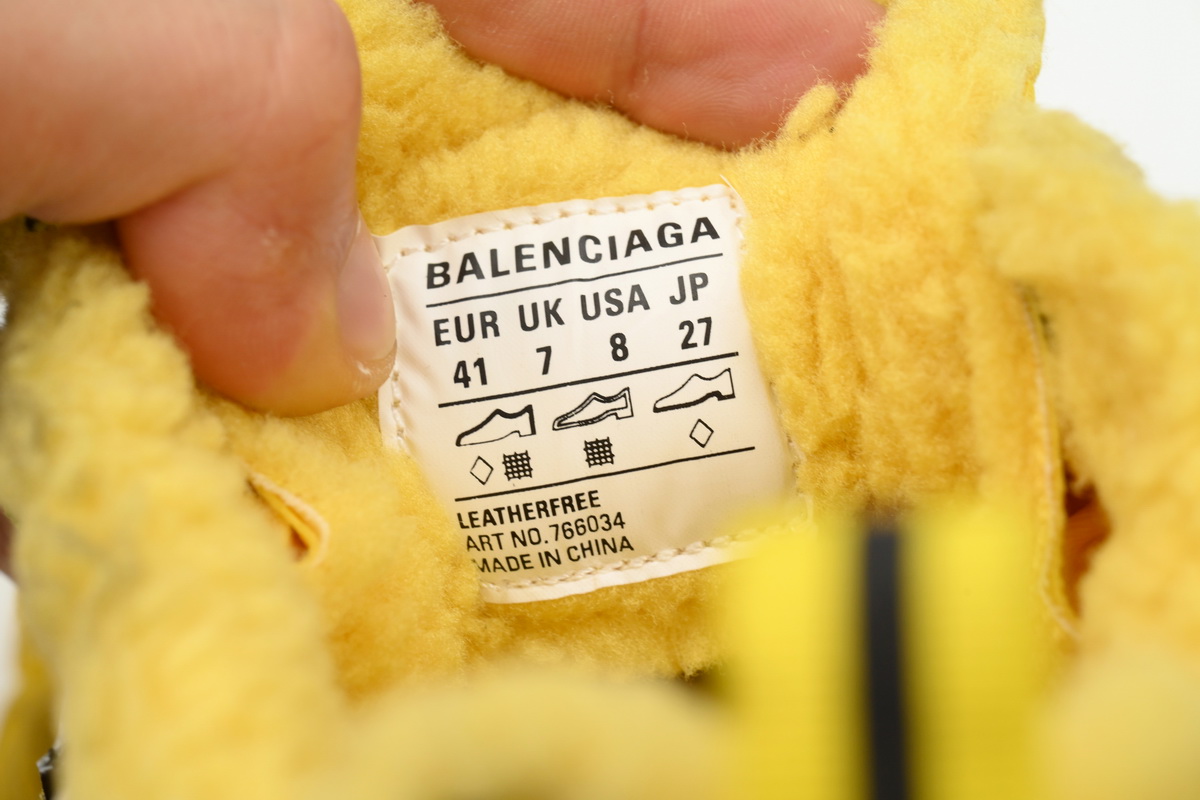 BALENCIAGA
EUR UK USA JP
41 7 8 27
LEATHERFREE
ART NO.766034
MADE IN CHINA